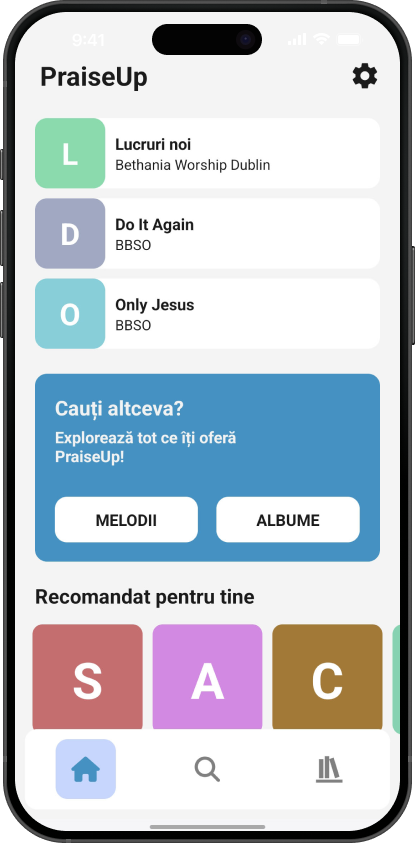 9:41
PraiseUp
L
Lucruri noi
Bethania Worship Dublin
D
Do It Again
BBSO
O
Only Jesus
BBSO
Cauți altceva?
Explorează tot ce îți oferă
PraiseUp!
MELODII
ALBUME
Recomandat pentru tine
S
A
C